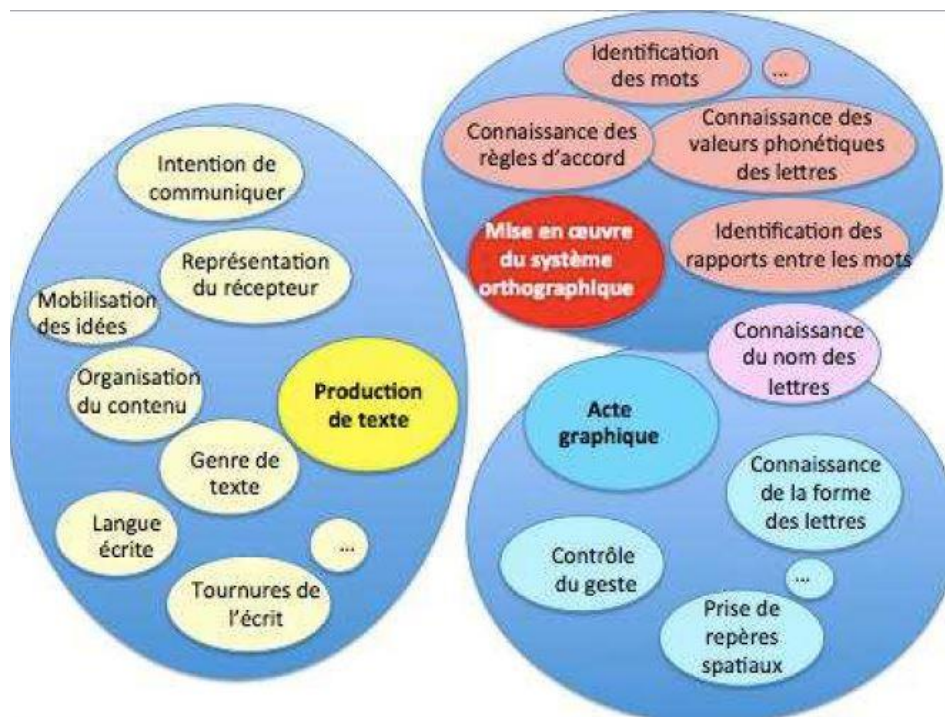 Intention de
communiquer
Représentation
du récepteur
Mobilisation
des idées
Organisation
du contenu
Production
de texte
Genre de
texte
Langue
écrite
...
Tournures de
l'écrit
Identification
des mots
...
Connaissance des
règles d'accord
Connaissance des
valeurs phonétiques
des lettres
Mise en œuvre
du système
orthographique
Identification des
rapports entre les mots
Connaissance
du nom des
lettres
Acte
graphique
Connaissance
de la forme
des lettres
Contrôle
du geste
...
Prise de
repères
spatiaux